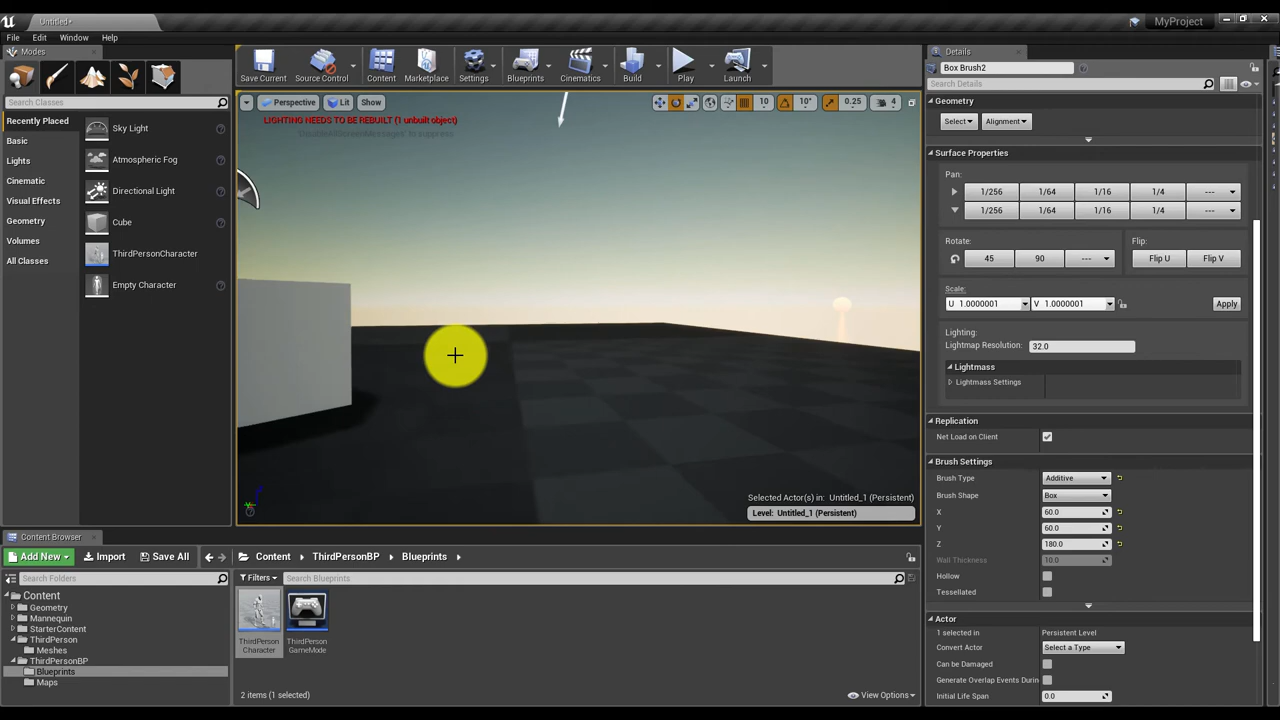 Untitled*
MyProject
File
Edit
Window
Help
Modes
Search Classes
Recently Placed
Basic
Lights
Cinematic
Visual Effects
Geometry
Volumes
All Classes
Sky Light
Atmospheric Fog
Directional Light
Cube
ThirdPersonCharacter
Empty Character
Save Current
Source Control
Content
Marketplace
Settings
Blueprints
Cinematics
Build
Play
Launch
Perspective
Lit
Show
10
10°
0.25
4
LIGHTING NEEDS TO BE REBUILT (1 unbuilt object)
'DisableAllScreenMessages' to suppress
Selected Actor(s) in: Untitled_1 (Persistent)
Level: Untitled_1 (Persistent)
Content Browser
Add New
Import
Save All
Content
ThirdPersonBP
Blueprints
Search Folders
Filters
Search Blueprints
Content
Geometry
Mannequin
StarterContent
ThirdPerson
Meshes
ThirdPersonBP
Blueprints
Maps
ThirdPerson
Character
ThirdPerson
GameMode
2 items (1 selected)
View Options
Details
Box Brush2
Search Details
Geometry
Select
Alignment
Surface Properties
Pan:
1/256 1/64 1/16 1/4 ---
1/256 1/64 1/16 1/4 ---
Rotate:
Flip:
45 90 --- Flip U Flip V
Scale:
U 1.0000001 V 1.0000001 Apply
Lighting:
Lightmap Resolution: 32.0
Lightmass
Lightmass Settings
Replication
Net Load on Client
Brush Settings
Brush Type Additive
Brush Shape Box
X 60.0
Y 60.0
Z 180.0
Wall Thickness 10.0
Hollow
Tessellated
Actor
1 selected in Persistent Level
Convert Actor Select a Type
Can be Damaged
Generate Overlap Events Durin
Initial Life Span 0.0